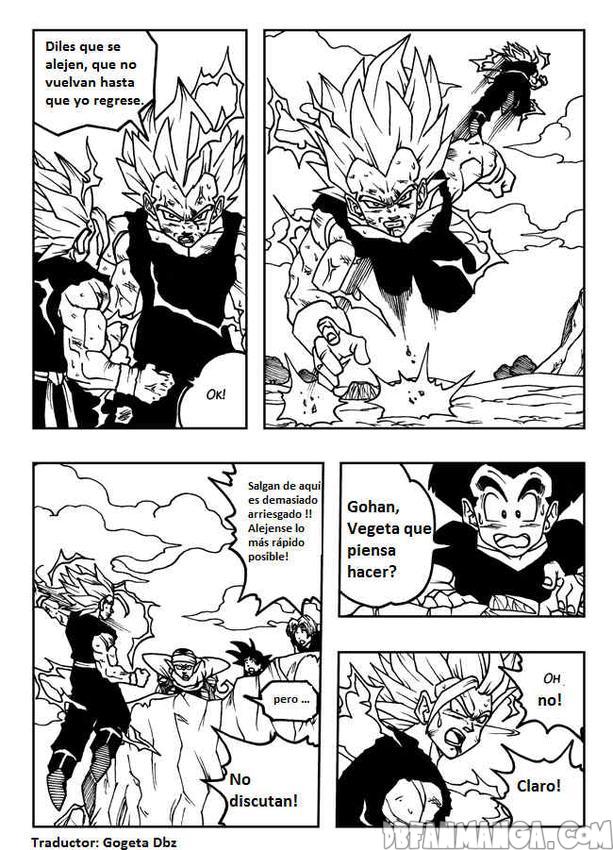 Diles que se
alejen, que no
vuelvan hasta
que yo regrese.
OK!
Salgan de aquí
es demasiado
arriesgado !!
Alejense lo
más rápido
posible!
pero ...
No
discutan!
Gohan,
Vegeta que
piensa
hacer?
OH
no!
Claro!
Traductor: Gogeta Dbz
DBFANMANGA.COM